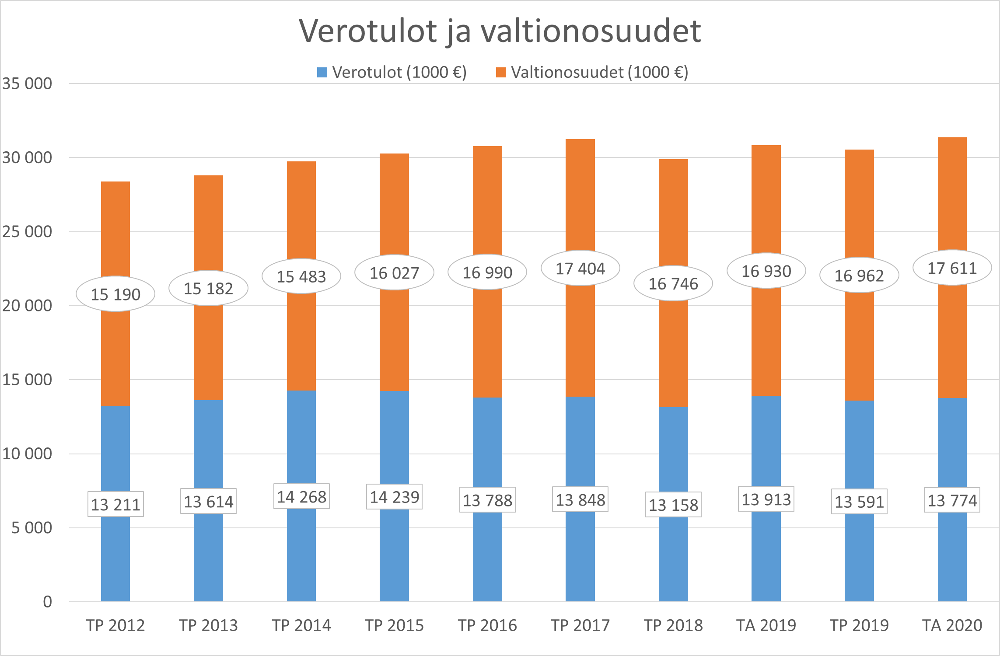 Verotulot ja valtionosuudet
Verotulot (1000 €) Valtionosuudet (1000 €)
35 000
30 000
25 000
20 000
15 000
10 000
5 000
0
15 190 15 182 15 483 16 027 16 990 17 404 16 746 16 930 16 962 17 611
13 211 13 614 14 268 14 239 13 788 13 848 13 158 13 913 13 591 13 774
TP 2012 TP 2013 TP 2014 TP 2015 TP 2016 TP 2017 TP 2018 TA 2019 TP 2019 TA 2020